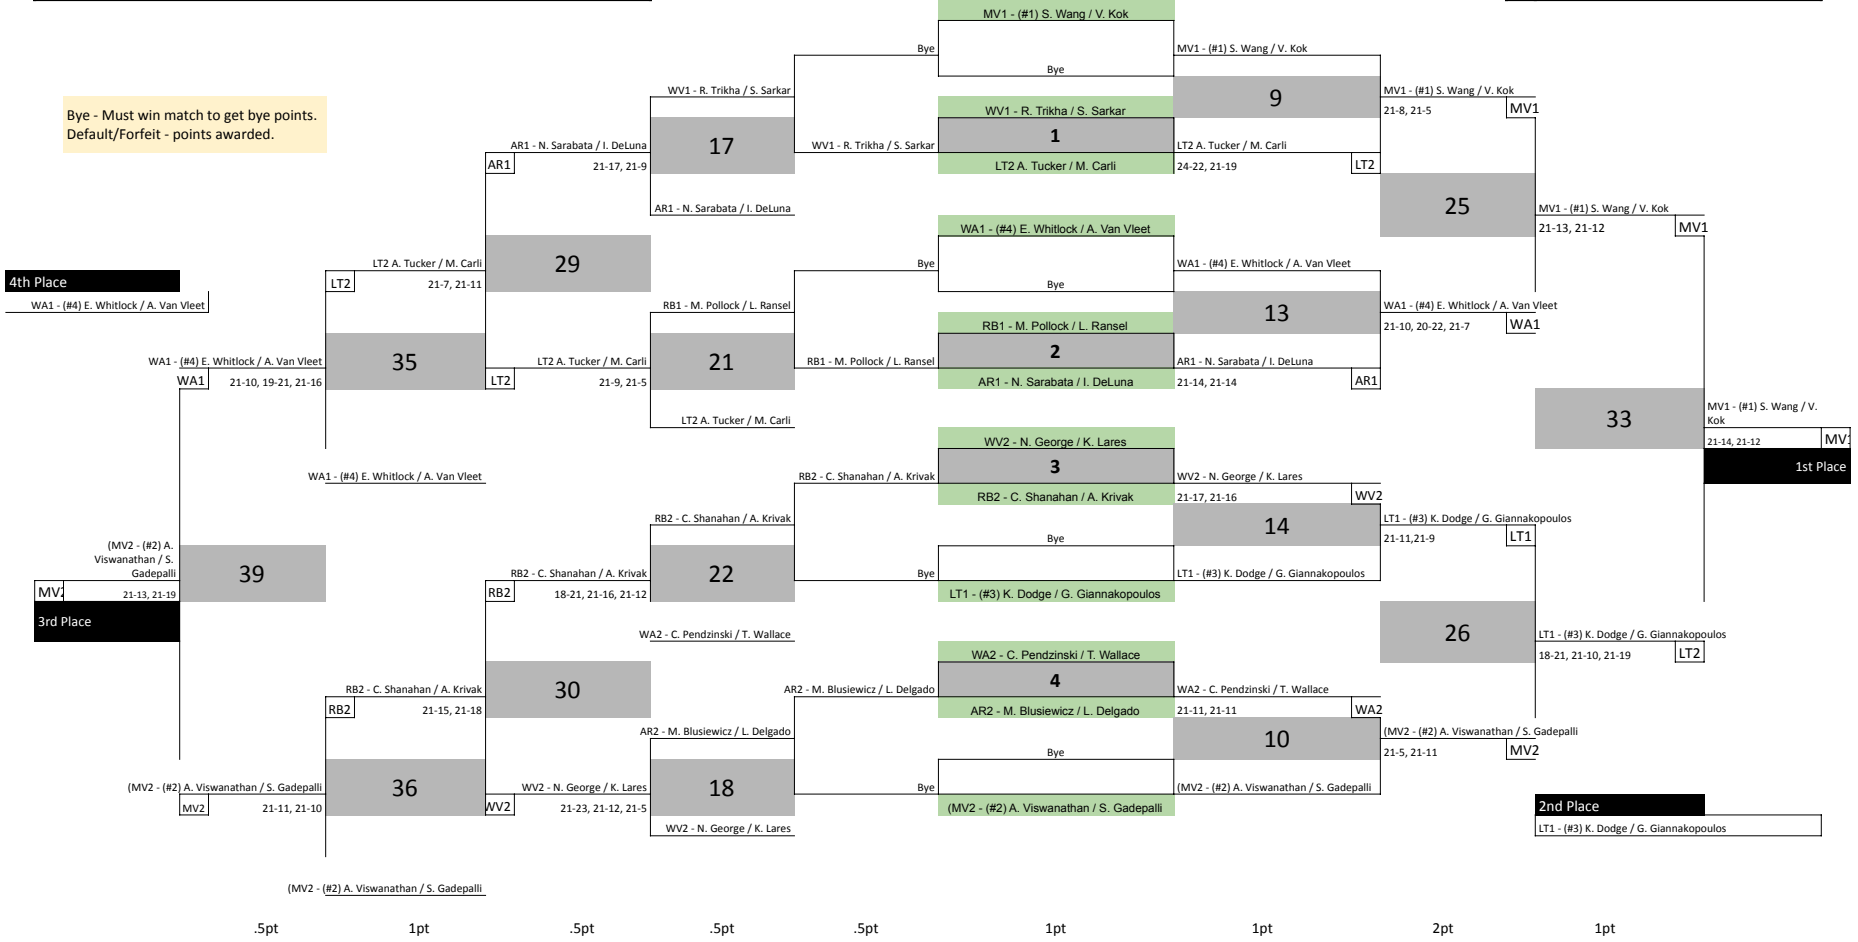 MV1 - (#1) S. Wang / V. Kok
Bye
MV1 - (#1) S. Wang / V. Kok
Bye
WV1 - R. Trikha / S. Sarkar
9
MV1 - (#1) S. Wang / V. Kok
Bye - Must win match to get bye points.
Default/Forfeit - points awarded.
WV1 - R. Trikha / S. Sarkar
21-8, 21-5
MV1
AR1 - N. Sarabata / I. DeLuna
17
WV1 - R. Trikha / S. Sarkar
1
LT2 A. Tucker / M. Carli
AR1
21-17, 21-9
LT2 A. Tucker / M. Carli
24-22, 21-19
LT2
AR1 - N. Sarabata / I. DeLuna
25
MV1 - (#1) S. Wang / V. Kok
WA1 - (#4) E. Whitlock / A. Van Vleet
21-13, 21-12
MV1
LT2 A. Tucker / M. Carli
29
Bye
WA1 - (#4) E. Whitlock / A. Van Vleet
4th Place
LT2
21-7, 21-11
Bye
WA1 - (#4) E. Whitlock / A. Van Vleet
RB1 - M. Pollock / L. Ransel
13
WA1 - (#4) E. Whitlock / A. Van Vleet
RB1 - M. Pollock / L. Ransel
21-10, 20-22, 21-7
WA1
WA1 - (#4) E. Whitlock / A. Van Vleet
35
LT2 A. Tucker / M. Carli
21
RB1 - M. Pollock / L. Ransel
2
AR1 - N. Sarabata / I. DeLuna
WA1
21-10, 19-21, 21-16
LT2
21-9, 21-5
AR1 - N. Sarabata / I. DeLuna
21-14, 21-14
AR1
LT2 A. Tucker / M. Carli
33
MV1 - (#1) S. Wang / V.
Kok
WV2 - N. George / K. Lares
21-14, 21-12
MV1
WA1 - (#4) E. Whitlock / A. Van Vleet
RB2 - C. Shanahan / A. Krivak
3
WV2 - N. George / K. Lares
1st Place
RB2 - C. Shanahan / A. Krivak
21-17, 21-16
WV2
RB2 - C. Shanahan / A. Krivak
14
LT1 - (#3) K. Dodge / G. Giannakopoulos
Bye
21-11,21-9
LT1
(MV2 - (#2) A.
Viswanathan / S.
Gadepalli
39
RB2 - C. Shanahan / A. Krivak
22
Bye
LT1 - (#3) K. Dodge / G. Giannakopoulos
MV2
21-13, 21-19
RB2
18-21, 21-16, 21-12
LT1 - (#3) K. Dodge / G. Giannakopoulos
3rd Place
WA2 - C. Pendzinski / T. Wallace
26
LT1 - (#3) K. Dodge / G. Giannakopoulos
WA2 - C. Pendzinski / T. Wallace
18-21, 21-10, 21-19
LT2
RB2 - C. Shanahan / A. Krivak
30
AR2 - M. Blusiewicz / L. Delgado
4
WA2 - C. Pendzinski / T. Wallace
RB2
21-15, 21-18
AR2 - M. Blusiewicz / L. Delgado
21-11, 21-11
WA2
AR2 - M. Blusiewicz / L. Delgado
10
(MV2 - (#2) A. Viswanathan / S. Gadepalli
Bye
21-5, 21-11
MV2
(MV2 - (#2) A. Viswanathan / S. Gadepalli
36
WV2 - N. George / K. Lares
18
Bye
(MV2 - (#2) A. Viswanathan / S. Gadepalli
MV2
21-11, 21-10
WV2
21-23, 21-12, 21-5
(MV2 - (#2) A. Viswanathan / S. Gadepalli
2nd Place
WV2 - N. George / K. Lares
LT1 - (#3) K. Dodge / G. Giannakopoulos
(MV2 - (#2) A. Viswanathan / S. Gadepalli
.5pt
1pt
.5pt
.5pt
.5pt
1pt
1pt
2pt
1pt